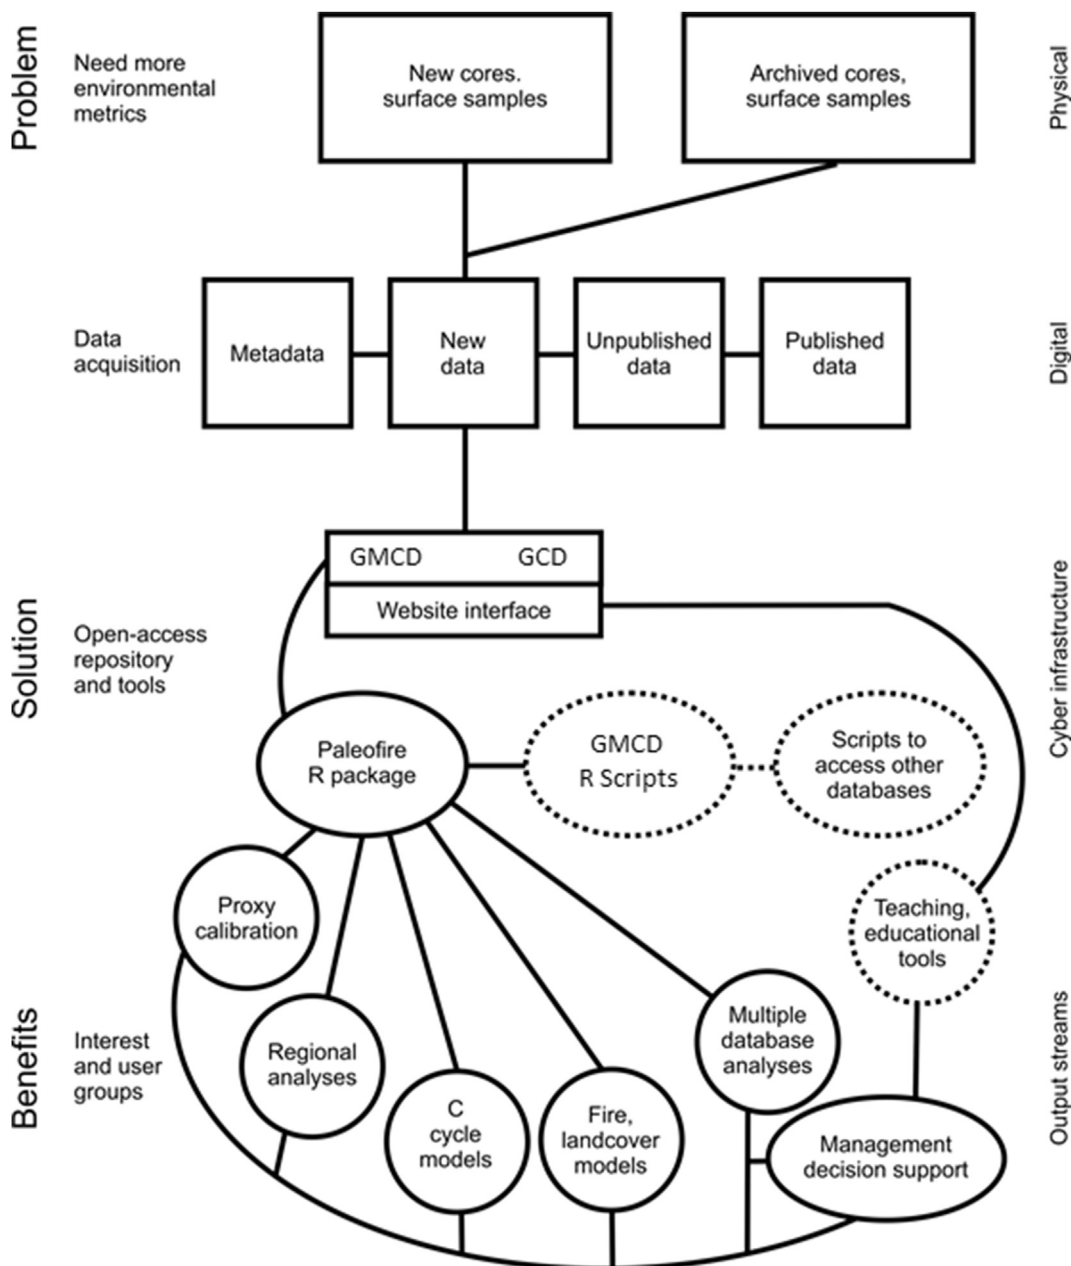 Problem
Need more
environmental
metrics
New cores.
surface samples
Archived cores,
surface samples
Physical
Data
acquisition
Metadata
New
data
Unpublished
data
Published
data
Digital
Solution
Open-access
repository
and tools
GMCD GCD
Website interface
Cyber infrastructure
Paleofire
R package
GMCD
R Scripts
Scripts to
access other
databases
Benefits
Interest
and user
groups
Proxy
calibration
Regional
analyses
C
cycle
models
Fire,
landcover
models
Multiple
database
analyses
Teaching,
educational
tools
Management
decision support
Output streams